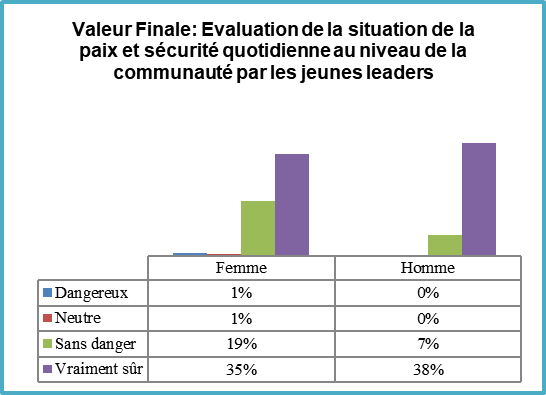 Valeur Finale: Evaluation de la situation de la
paix et sécurité quotidienne au niveau de la
communauté par les jeunes leaders
Femme Homme
Dangereux 1% 0%
Neutre 1% 0%
Sans danger 19% 7%
Vraiment sûr 35% 38%